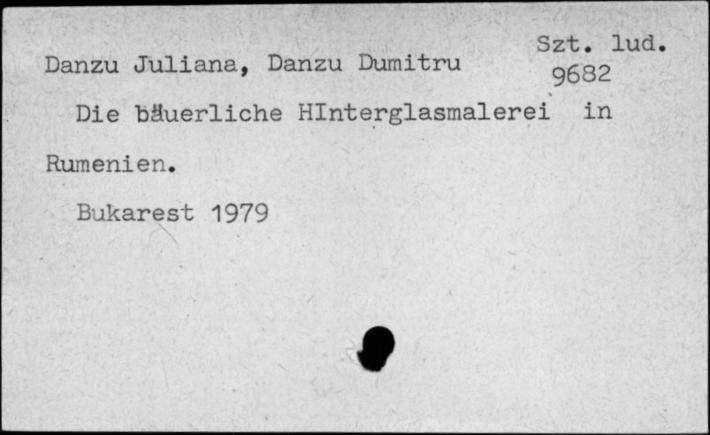 Szt. lud.
Danzu Juliana, Danzu Dumitru
9682
Die bäuerliche HInterglasmalerei in
Rumenien.
Bukarest 1979